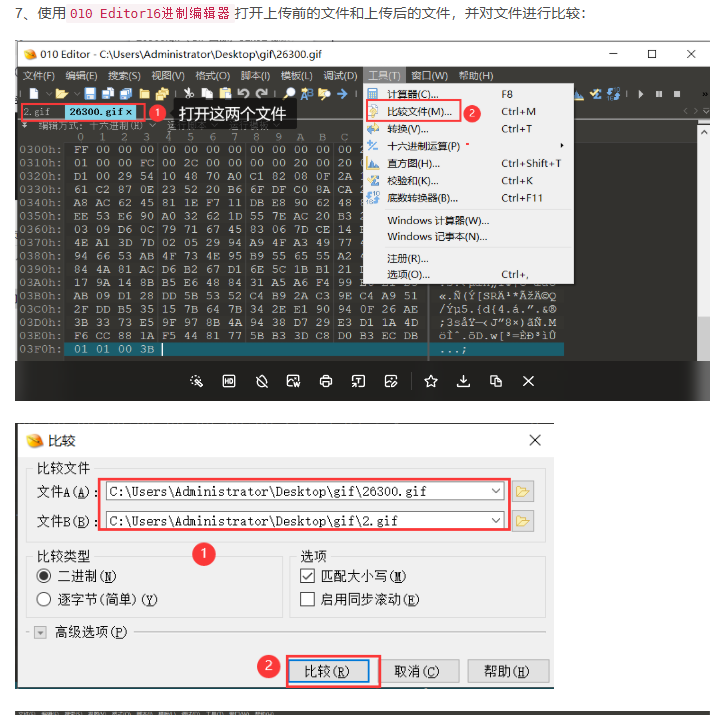 7、使用 010 Editor16进制编辑器 打开上传前的文件和上传后的文件，并对文件进行比较：
010 Editor - C:\Users\Administrator\Desktop\gif\26300.gif
文件(F) 编辑(E) 搜索(S) 视图(V) 格式(O) 脚本(I) 模板(L) 调试(D) 工具(T) 窗口(W) 帮助(H)
2.gif 26300.gif × 1 打开这两个文件
编辑方式: 十六进制(H) 运行脚本 运行模板
0 1 2 3 4 5 6 7 8 9 A B C
0300h: FF 00 00 00 00 00 00 00 00 00 00 00 00
0310h: 01 00 00 FC 00 2C 00 00 00 00 20 00 20
0320h: D1 00 29 54 10 48 70 A0 C1 82 08 0F 2A
0330h: 61 C2 87 0E 23 52 20 B6 6F DF C0 8A CA
0340h: A8 AC 62 45 81 1E F7 11 DB E8 90 62 48
0350h: EE 53 E6 90 A0 32 62 1D 55 7E AC 20 B3
0360h: 03 09 D6 0C 79 71 67 45 83 06 7D CE 14
0370h: 4E A1 3D 7D 02 05 29 94 A9 4F A3 49 77
0380h: 94 66 53 AB 4F 73 4E 95 B9 55 65 55 A2
0390h: 84 4A 81 AC D6 B2 67 D1 6E 5C 1B B1 21
03A0h: 17 9A 14 8B B5 E6 48 84 31 A5 A6 F4 99
03B0h: AB 09 D1 28 DD 5B 53 52 C4 B9 2A C3 9E C4 A9 51 «.Ñ(Ý[SRÄ¹*ÃžÄ©Q
03C0h: 2F DD B5 35 15 7B 64 7B 34 2E E1 90 94 0F 26 AE /Ýµ5.{d{4.á.”.&®
03D0h: 3B 33 73 E5 9F 97 8B 4A 94 38 D7 29 E3 D1 1A 4D ;3såŸ—‹J”8×)ãÑ.M
03E0h: F6 CC 88 1A F5 44 81 77 5B B3 3D C8 D0 B3 EC DB öÌˆ.õD.w[³=ÈÐ³ìÛ
03F0h: 01 01 00 3B ...;
计算器(C)... F8
比较文件(M)... 2 Ctrl+M
转换(V)... Ctrl+T
十六进制运算(P)
直方图(H)... Ctrl+Shift+T
校验和(K)... Ctrl+K
底数转换器(B)... Ctrl+F11
Windows 计算器(W)...
Windows 记事本(N)...
注册(R)...
选项(O)... Ctrl+,
HD
比较
比较文件
文件A(A): C:\Users\Administrator\Desktop\gif\26300.gif
文件B(B): C:\Users\Administrator\Desktop\gif\2.gif
1
比较类型 选项
二进制(N) 匹配大小写(M)
逐字节(简单)(Y) 启用同步滚动(E)
高级选项(P)
2 比较(R) 取消(C) 帮助(H)